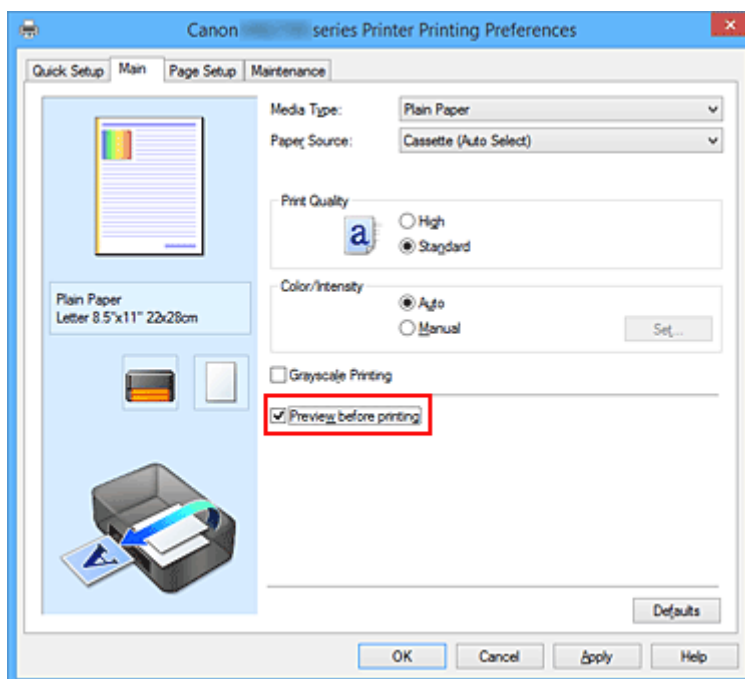 Canon series Printer Printing Preferences
Quick Setup Main Page Setup Maintenance
Media Type: Plain Paper
Paper Source: Cassette (Auto Select)
Print Quality
a
High
Standard
Color/Intensity
Auto
Manual Set...
Plain Paper
Letter 8.5"x11" 22x28cm
Grayscale Printing
Preview before printing
A
Defaults
OK Cancel Apply Help